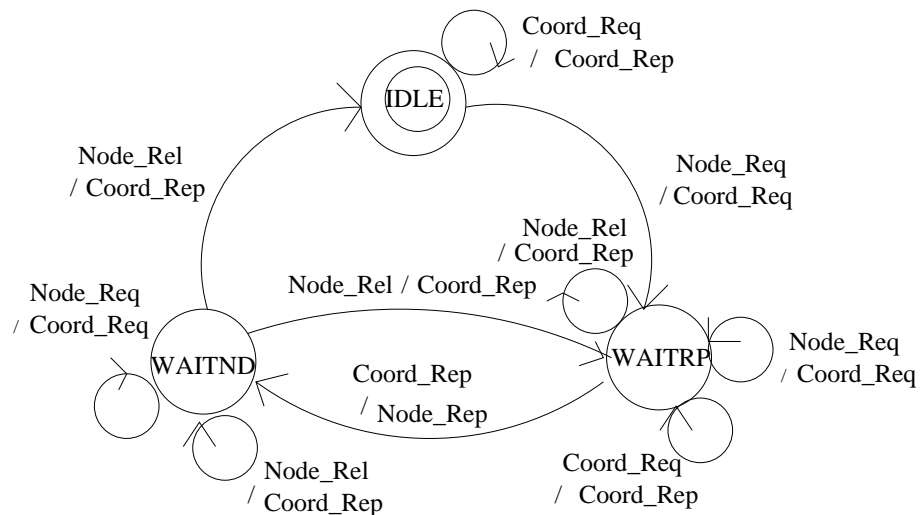 Coord_Req
/ Coord_Rep
IDLE
Node_Rel
/ Coord_Rep
Node_Req
/ Coord_Req
Node_Rel
/ Coord_Rep
Node_Rel / Coord_Rep
Node_Req
/ Coord_Req
WAITND
WAITRP
Node_Req
/ Coord_Req
Coord_Rep
/
Node_Rep
Node_Rel
/ Coord_Rep
Coord_Req
/ Coord_Rep